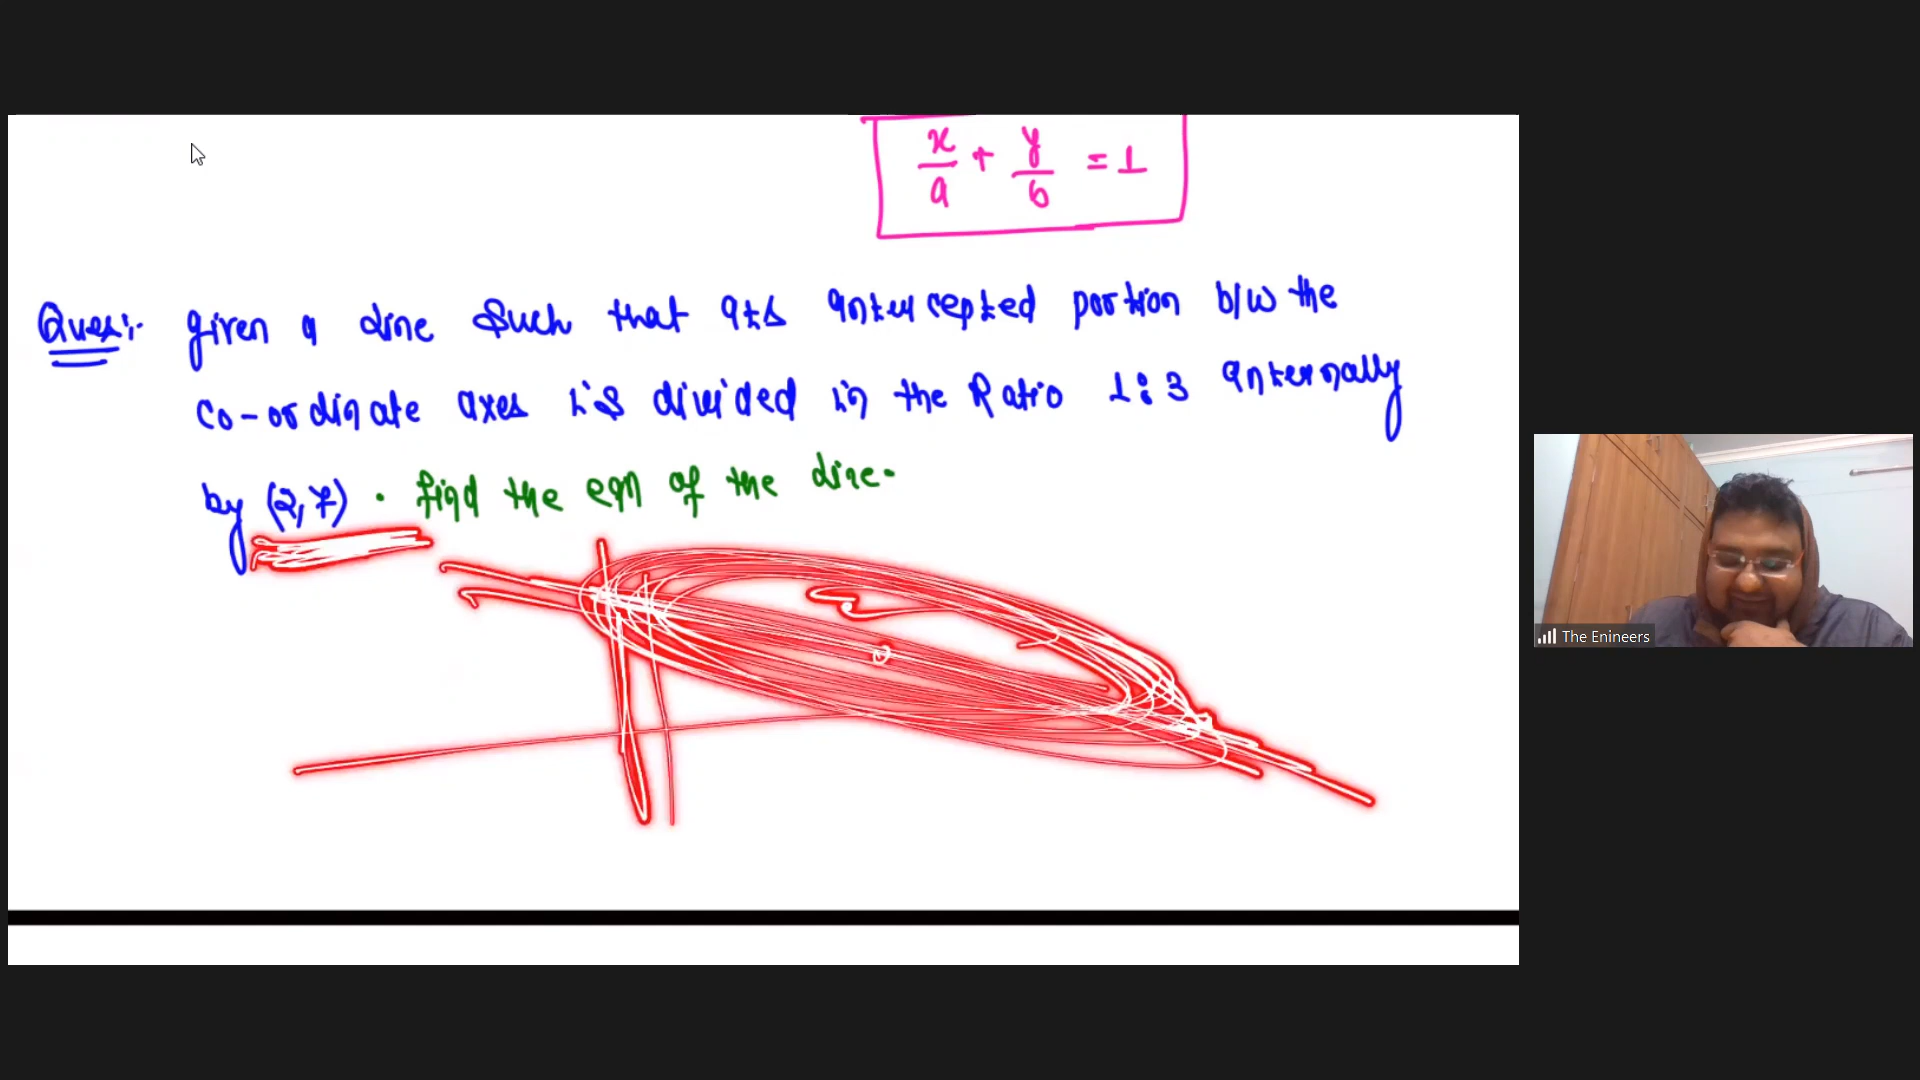 x/a + y/b = 1
Ques:- given a line such that its intercepted portion b/w the
co-ordinate axes is divided in the Ratio 1:3 internally
by (2,7). find the eqn of the line.
The Enineers